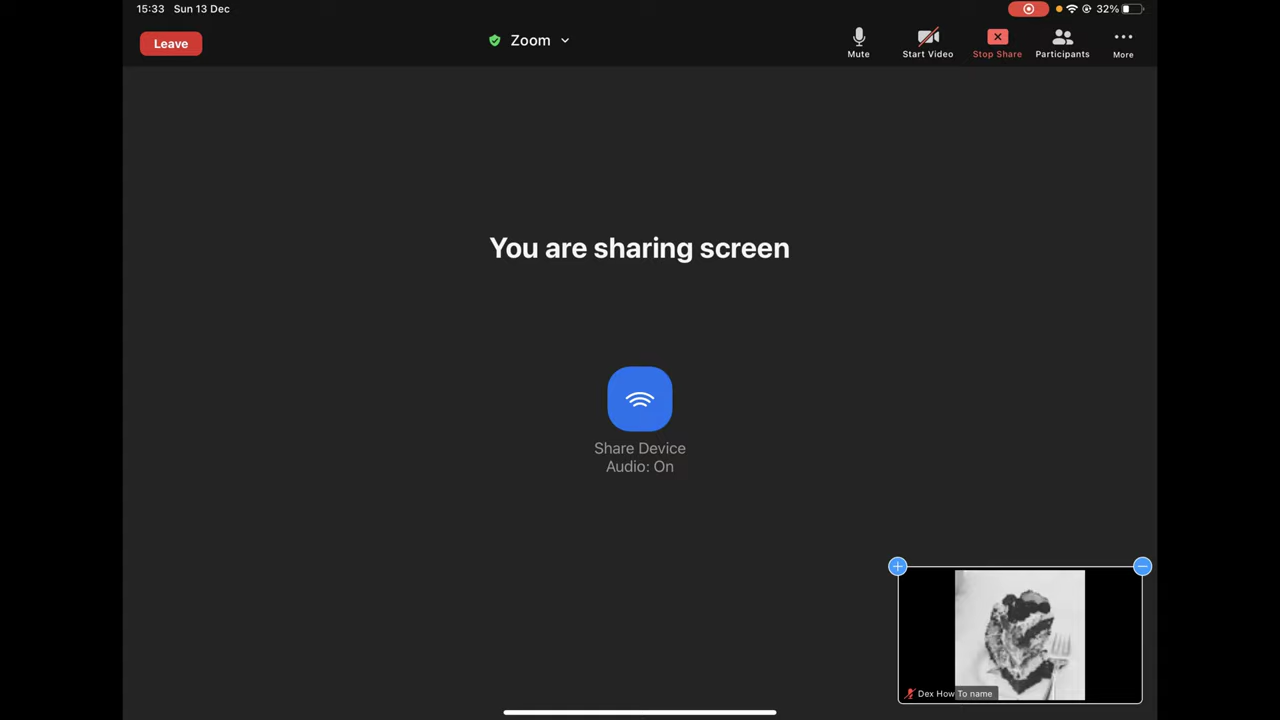 15:33 Sun 13 Dec
32%
Leave
Zoom
Mute
Start Video
Stop Share
Participants
More
You are sharing screen
Share Device
Audio: On
Dex How To name